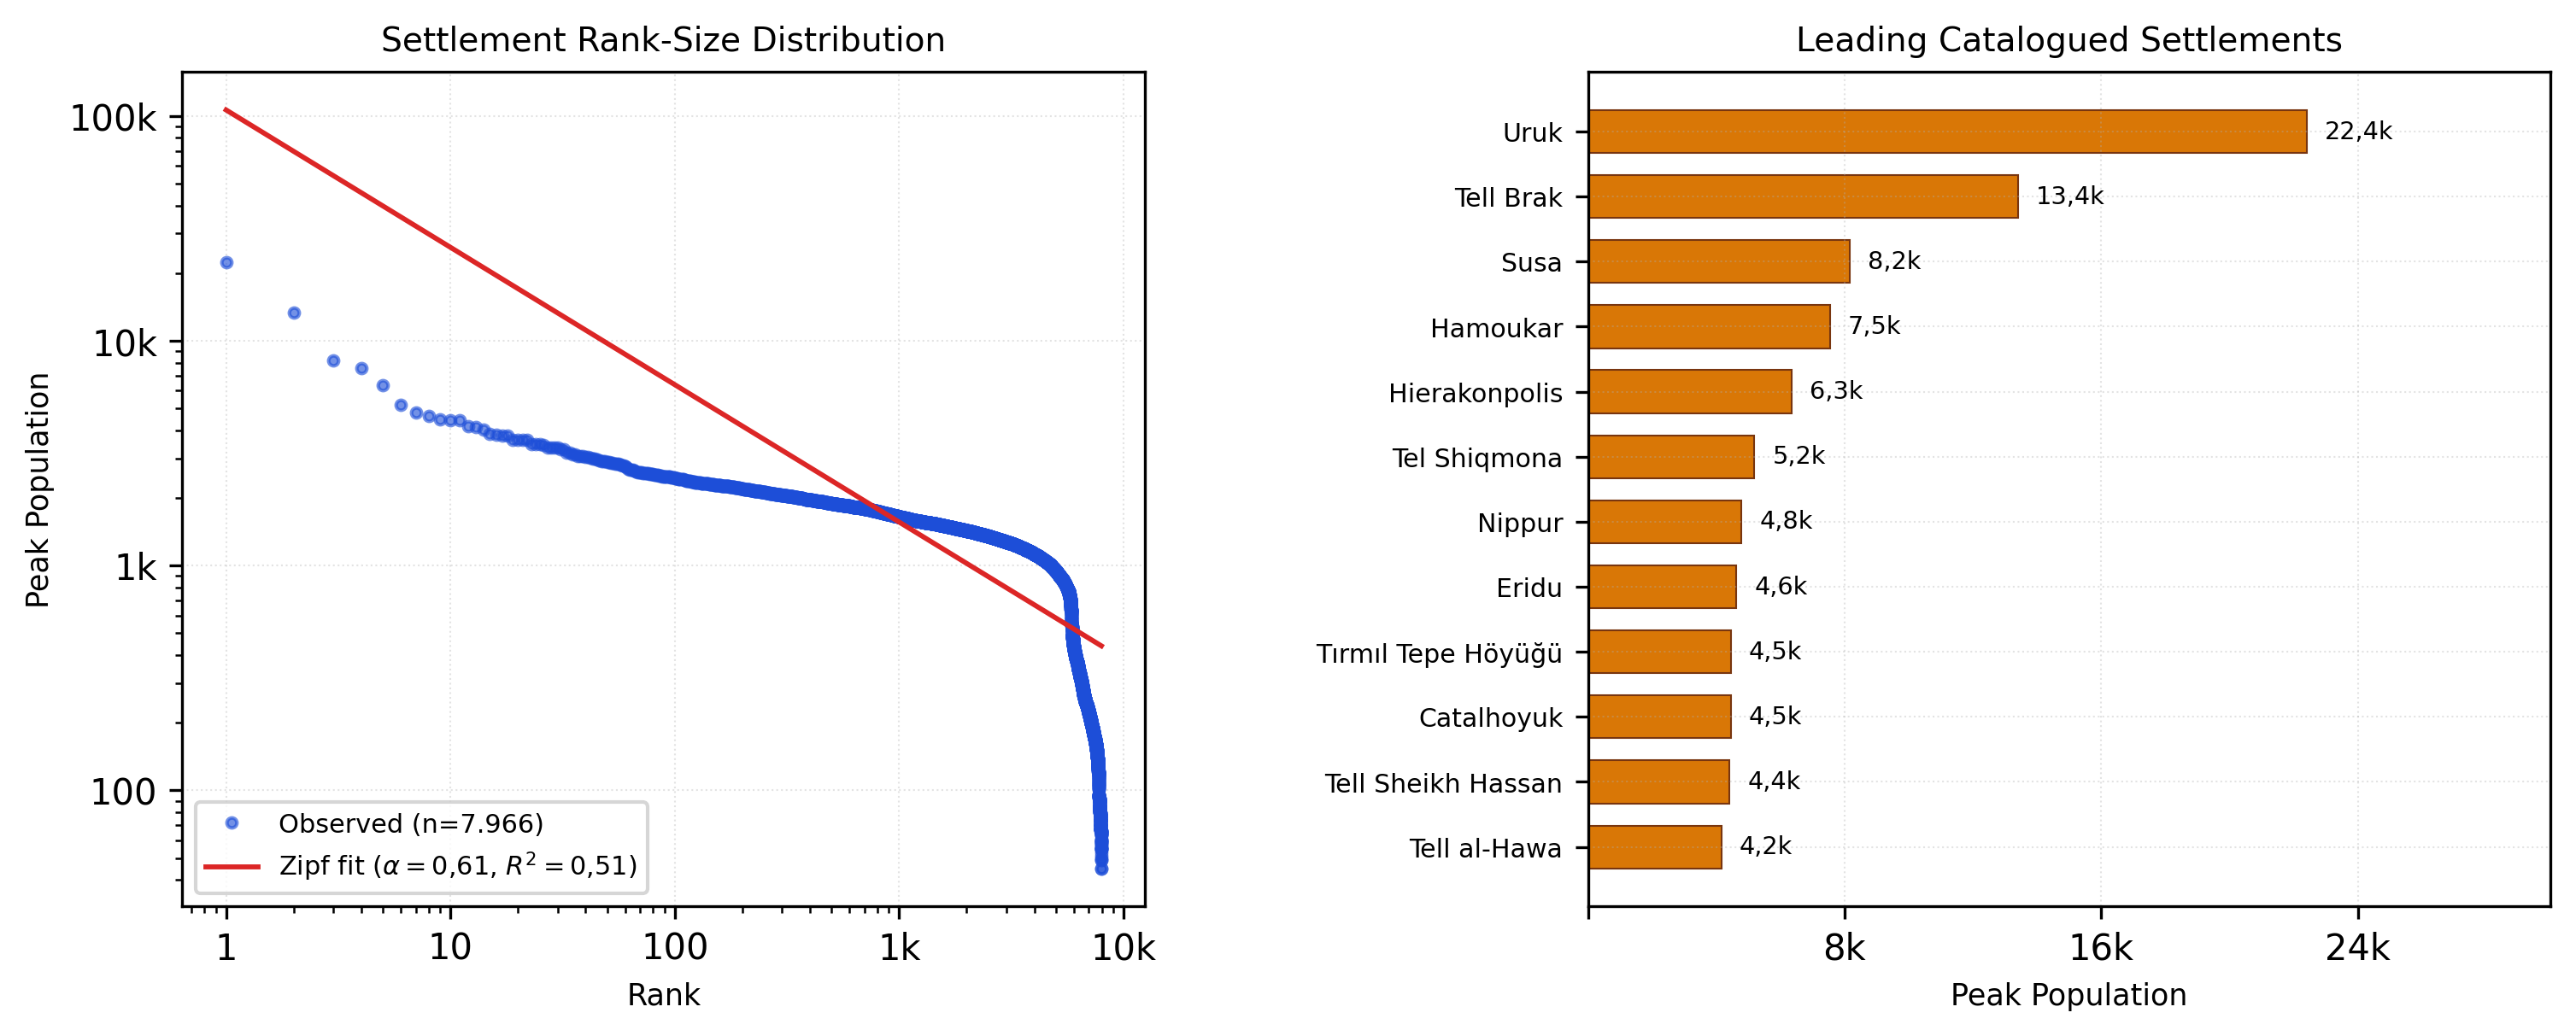 Settlement Rank-Size Distribution
Peak Population
100k
10k
1k
100
Observed (n=7.966)
Zipf fit (α = 0,61, R² = 0,51)
1
10
100
1k
10k
Rank
Leading Catalogued Settlements
Uruk
22,4k
Tell Brak
13,4k
Susa
8,2k
Hamoukar
7,5k
Hierakonpolis
6,3k
Tel Shiqmona
5,2k
Nippur
4,8k
Eridu
4,6k
Tırmıl Tepe Höyüğü
4,5k
Catalhoyuk
4,5k
Tell Sheikh Hassan
4,4k
Tell al-Hawa
4,2k
8k
16k
24k
Peak Population